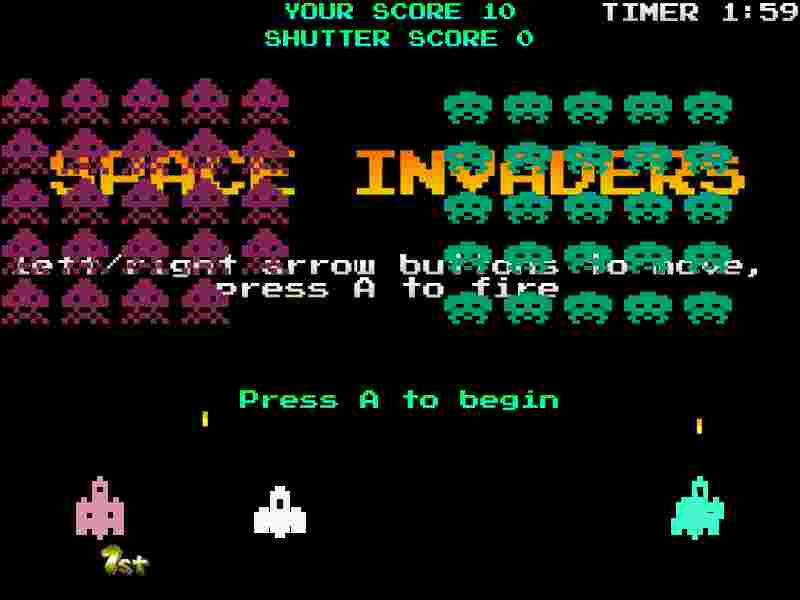 YOUR SCORE 10
TIMER 1:59
SHUTTER SCORE 0
SPACE INVADERS
left/right arrow buttons to move,
press A to fire
Press A to begin
1st